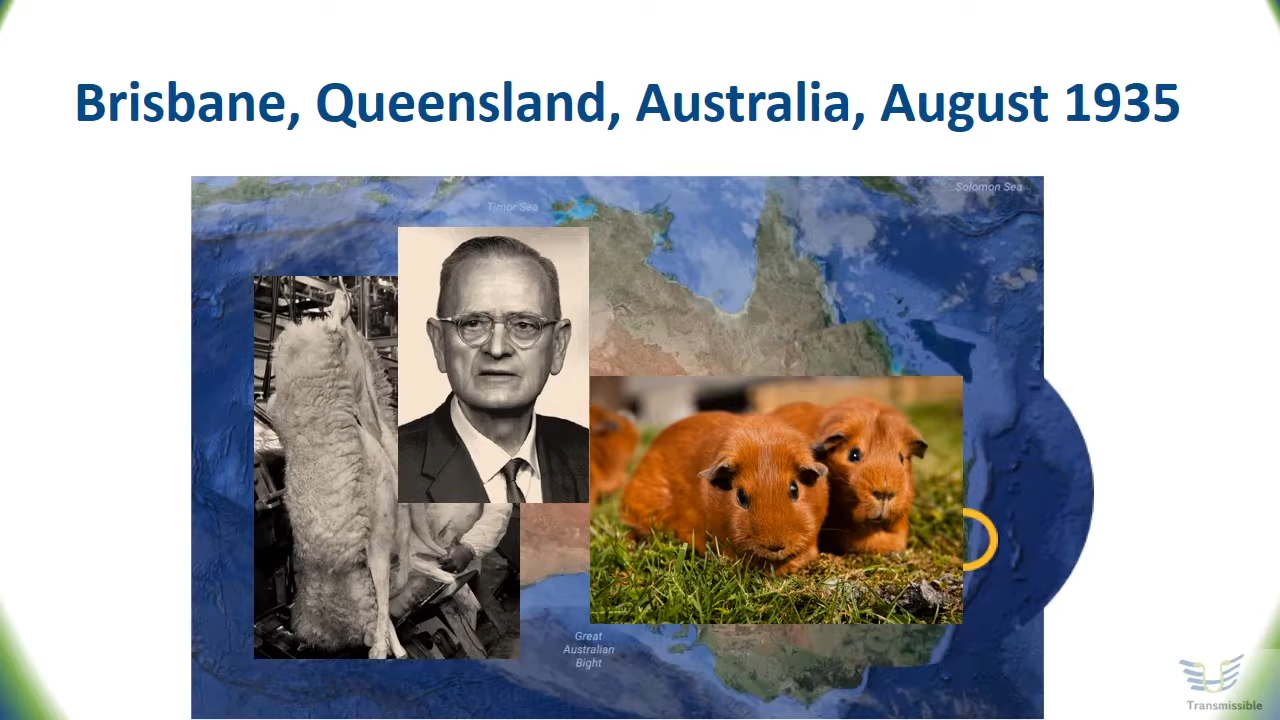 Brisbane, Queensland, Australia, August 1935
Solomon Sea
Timor Sea
Great
Australian
Bight
Transmissible